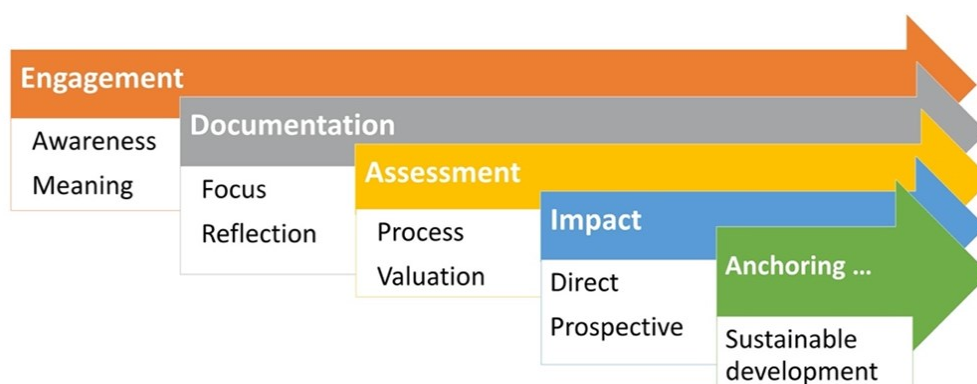 Engagement
Awareness
Meaning
Documentation
Focus
Reflection
Assessment
Process
Valuation
Impact
Direct
Prospective
Anchoring ...
Sustainable
development